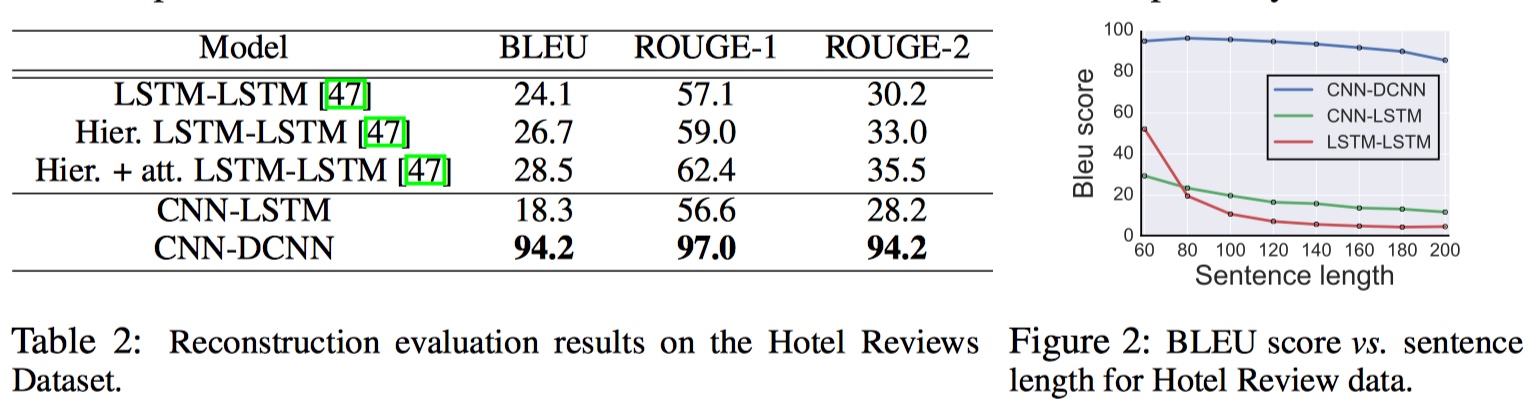 Model BLEU ROUGE-1 ROUGE-2
LSTM-LSTM [47] 24.1 57.1 30.2
Hier. LSTM-LSTM [47] 26.7 59.0 33.0
Hier. + att. LSTM-LSTM [47] 28.5 62.4 35.5
CNN-LSTM 18.3 56.6 28.2
CNN-DCNN 94.2 97.0 94.2
Table 2: Reconstruction evaluation results on the Hotel Reviews
Dataset.
Bleu score
100
80
60
40
20
0
CNN-DCNN
CNN-LSTM
LSTM-LSTM
60 80 100 120 140 160 180 200
Sentence length
Figure 2: BLEU score vs. sentence
length for Hotel Review data.